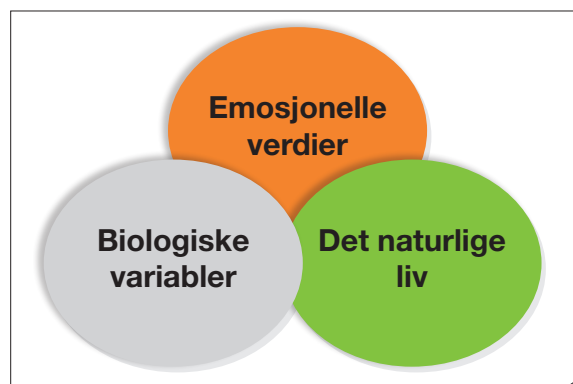 Emosjonelle
verdier
Biologiske
variabler
Det naturlige
liv